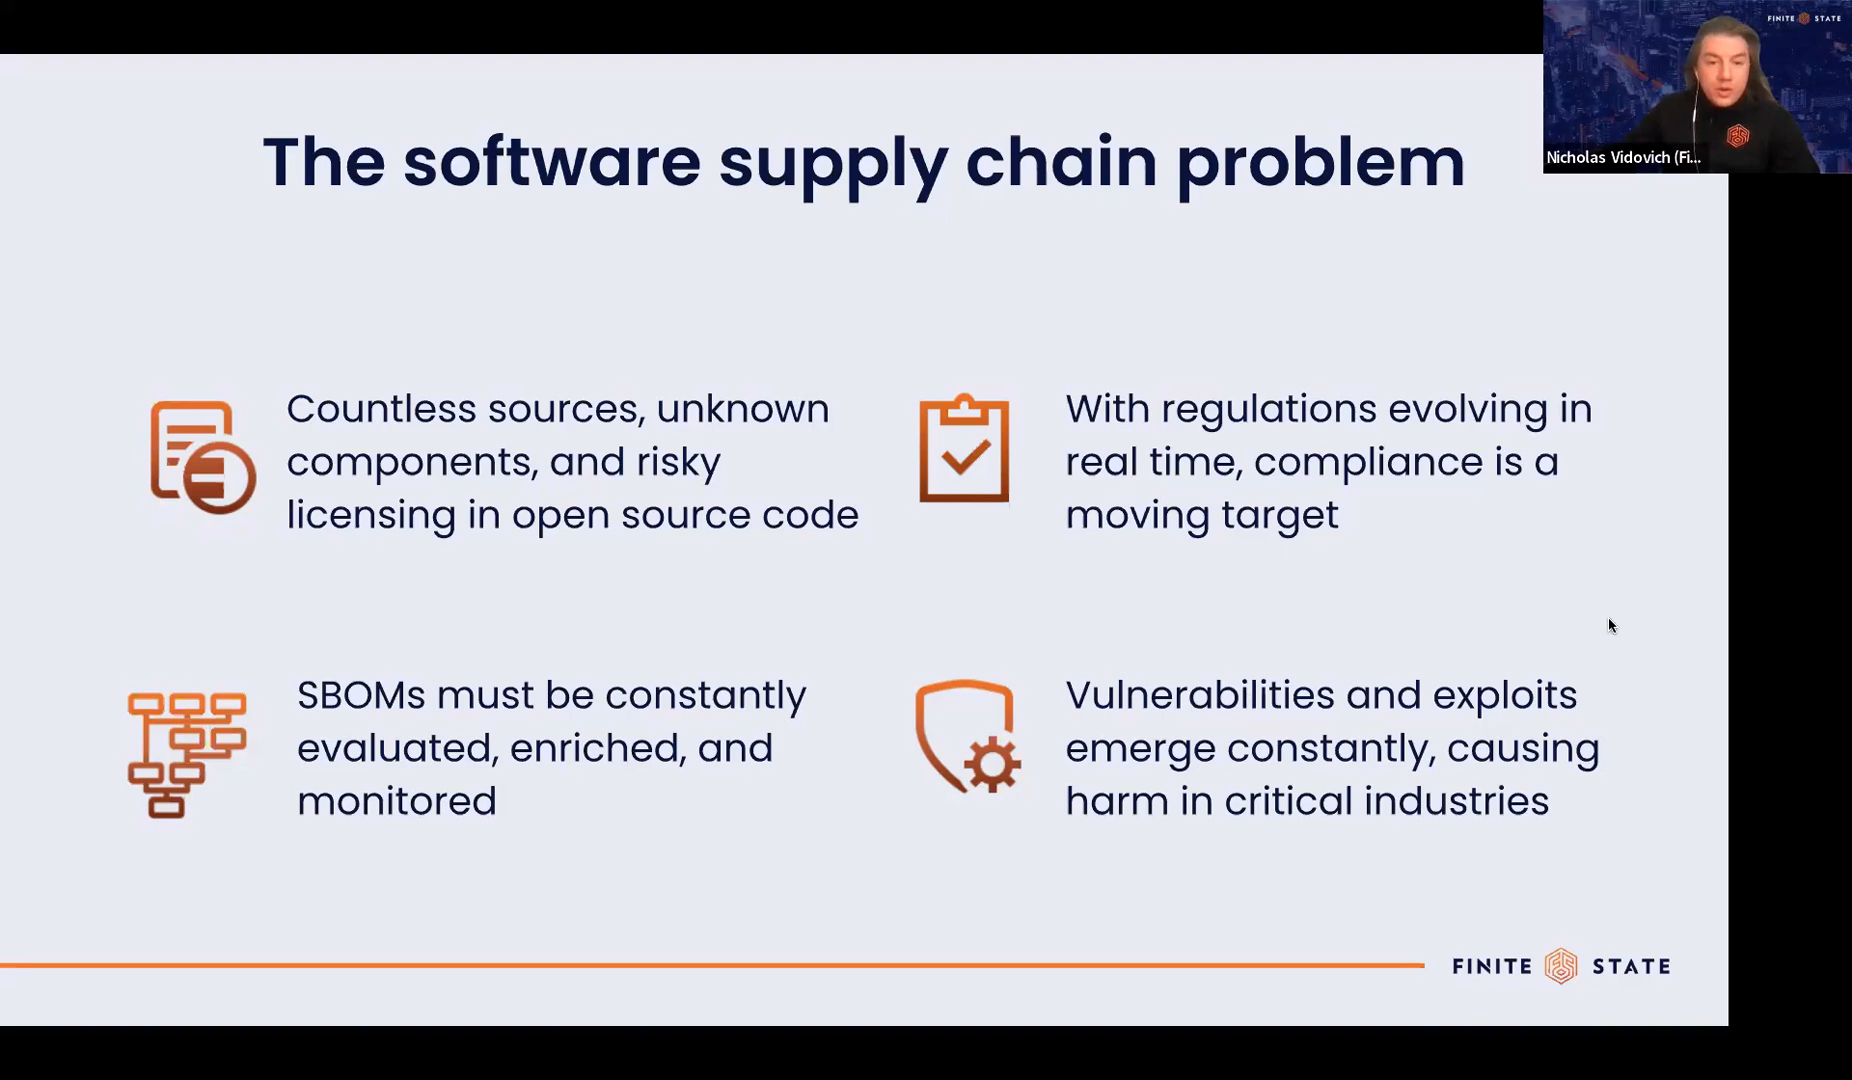 FINITE STATE
Nicholas Vidovich (Fi...
The software supply chain problem
Countless sources, unknown
components, and risky
licensing in open source code
With regulations evolving in
real time, compliance is a
moving target
SBOMs must be constantly
evaluated, enriched, and
monitored
Vulnerabilities and exploits
emerge constantly, causing
harm in critical industries
FINITE STATE